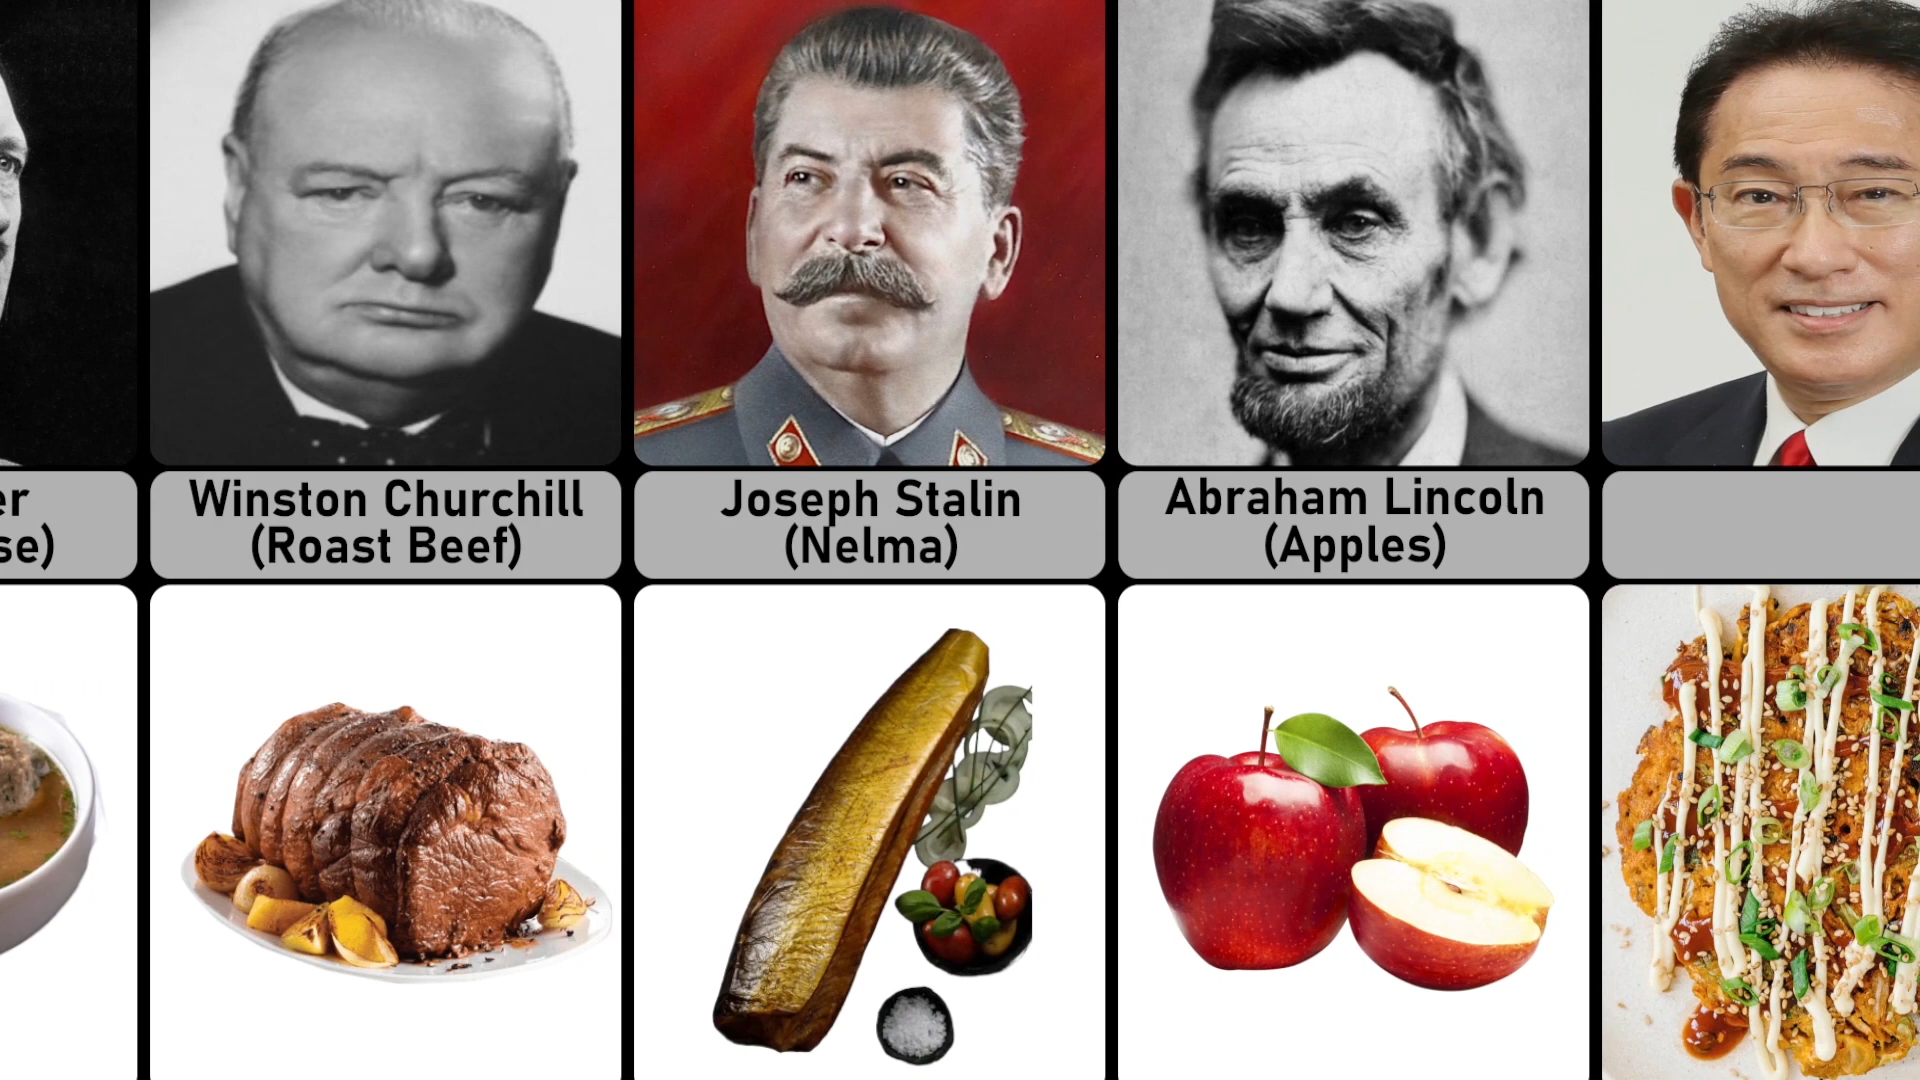 er
se)
Winston Churchill
(Roast Beef)
Joseph Stalin
(Nelma)
Abraham Lincoln
(Apples)